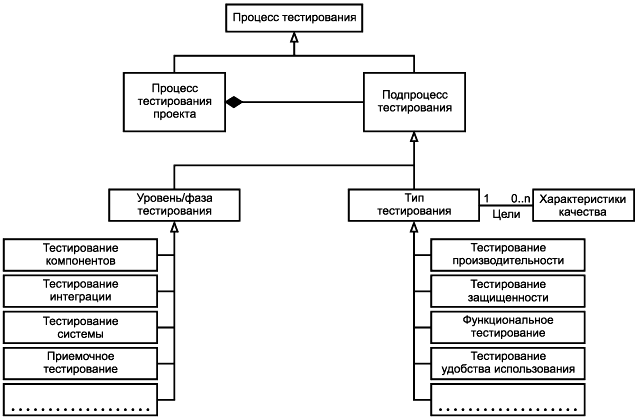 Процесс тестирования
Процесс
тестирования
проекта
Подпроцесс
тестирования
Уровень/фаза
тестирования
Тип
тестирования
1
0..n
Цели
Характеристики
качества
Тестирование
компонентов
Тестирование
интеграции
Тестирование
системы
Приемочное
тестирование
. . . . . . . . . . . . . . . . . . .
Тестирование
производительности
Тестирование
защищенности
Функциональное
тестирование
Тестирование
удобства использования
. . . . . . . . . . . . . . . . . . .